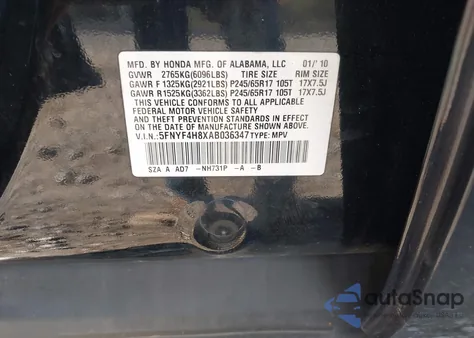 MFD. BY HONDA MFG. OF ALABAMA, LLC 01/'10
GVWR 2765KG(6096LBS) TIRE SIZE RIM SIZE
GAWR F 1325KG(2921LBS) P245/65R17 105T 17X7.5J
GAWR R 1525KG(3362LBS) P245/65R17 105T 17X7.5J
THIS VEHICLE CONFORMS TO ALL APPLICABLE
FEDERAL MOTOR VEHICLE SAFETY
AND THEFT PREVENTION STANDARDS IN EFFECT
ON THE DATE OF MANUFACTURE SHOWN ABOVE.
V.I.N.: 5FNYF4H8XAB036347 TYPE: MPV
SZA A AD7 -NH731P -A -B
autoSnap